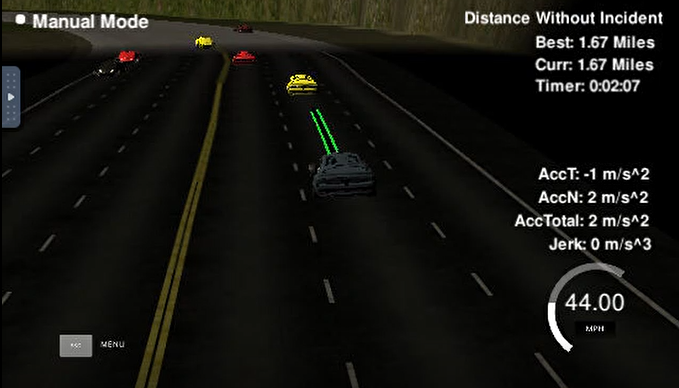 Manual Mode
Distance Without Incident
Best: 1.67 Miles
Curr: 1.67 Miles
Timer: 0:02:07
AccT: -1 m/s^2
AccN: 2 m/s^2
AccTotal: 2 m/s^2
Jerk: 0 m/s^3
44.00
MPH
MENU